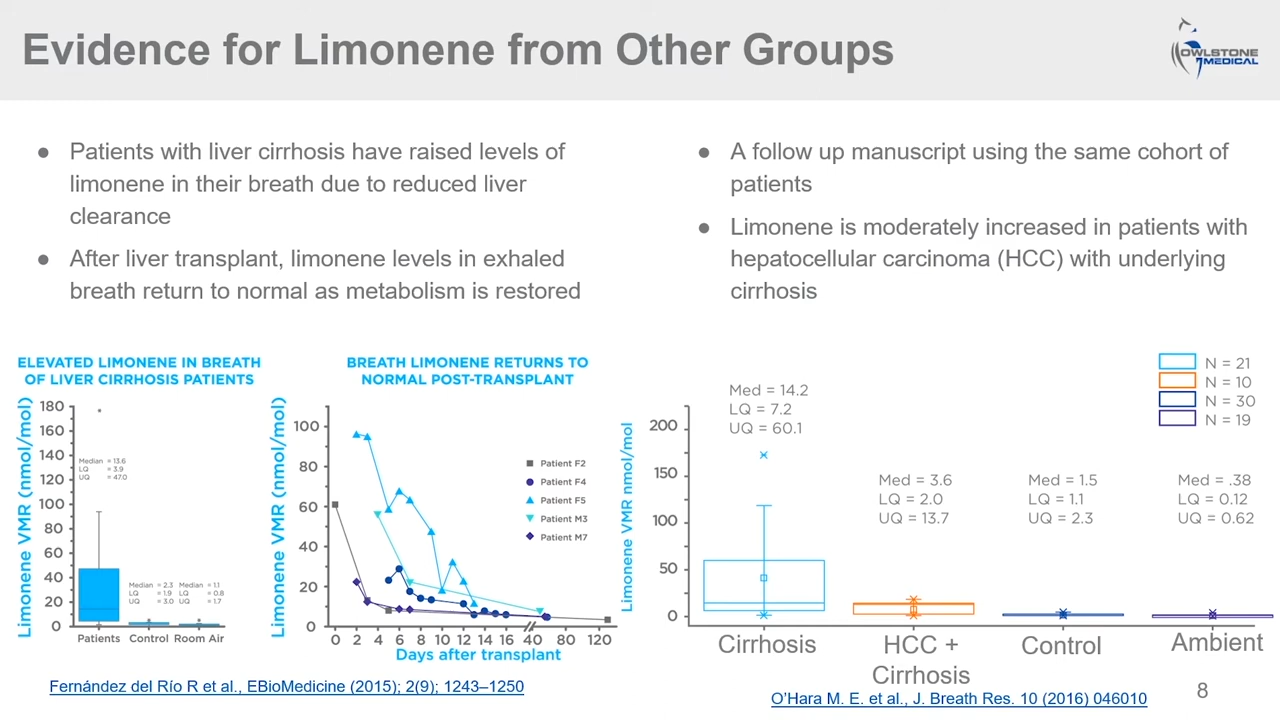 Evidence for Limonene from Other Groups
OWLSTONE
MEDICAL
● Patients with liver cirrhosis have raised levels of
limonene in their breath due to reduced liver
clearance
● After liver transplant, limonene levels in exhaled
breath return to normal as metabolism is restored
● A follow up manuscript using the same cohort of
patients
● Limonene is moderately increased in patients with
hepatocellular carcinoma (HCC) with underlying
cirrhosis
ELEVATED LIMONENE IN BREATH
OF LIVER CIRRHOSIS PATIENTS
Limonene VMR (nmol/mol)
180
160
140
120
100
80
60
40
20
0
Median = 13.6
LQ = 3.9
UQ = 47.0
Median = 2.3
LQ = 1.9
UQ = 3.0
Median = 1.1
LQ = 0.8
UQ = 1.7
Patients Control Room Air
BREATH LIMONENE RETURNS TO
NORMAL POST-TRANSPLANT
Limonene VMR (nmol/mol)
100
80
60
40
20
0
Patient F2
Patient F4
Patient F5
Patient M3
Patient M7
0 2 4 6 8 10 12 14 16 40 80 120
Days after transplant
Fernández del Río R et al., EBioMedicine (2015); 2(9); 1243–1250
N = 21
N = 10
N = 30
N = 19
Limonene VMR nmol/mol
200
150
100
50
0
Med = 14.2
LQ = 7.2
UQ = 60.1
Med = 3.6
LQ = 2.0
UQ = 13.7
Med = 1.5
LQ = 1.1
UQ = 2.3
Med = .38
LQ = 0.12
UQ = 0.62
Cirrhosis
HCC +
Cirrhosis
Control
Ambient
O'Hara M. E. et al., J. Breath Res. 10 (2016) 046010
8